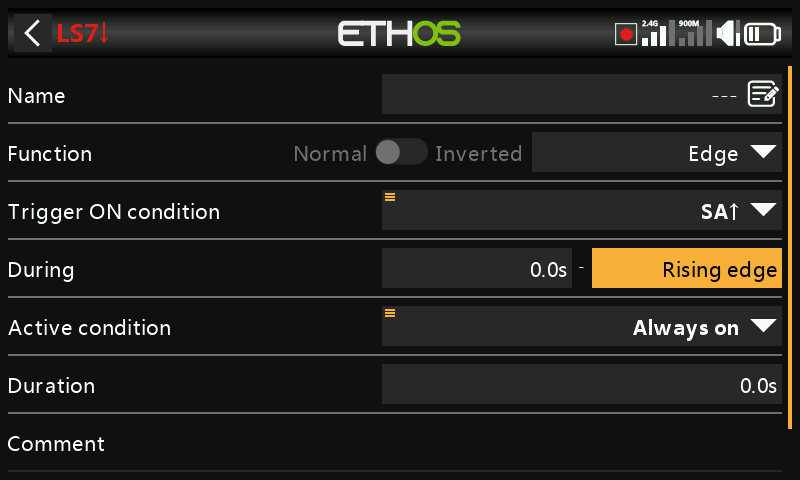 LS7↓ ETHOS 2.4G 900M
Name ---
Function Normal Inverted Edge
Trigger ON condition SA↑
During 0.0s - Rising edge
Active condition Always on
Duration 0.0s
Comment